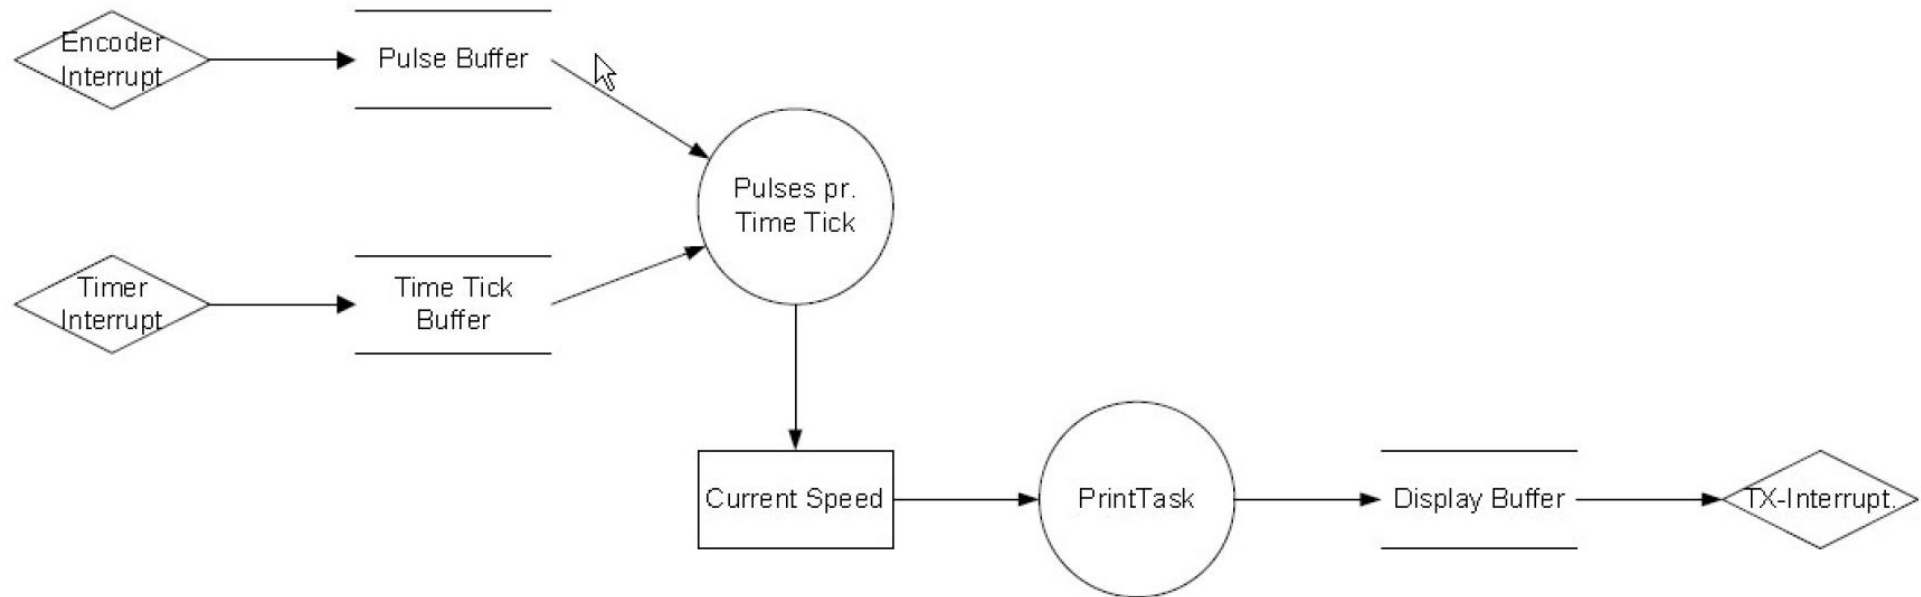 Encoder
Interrupt
Pulse Buffer
Pulses pr.
Time Tick
Timer
Interrupt
Time Tick
Buffer
Current Speed
PrintTask
Display Buffer
TX-Interrupt.